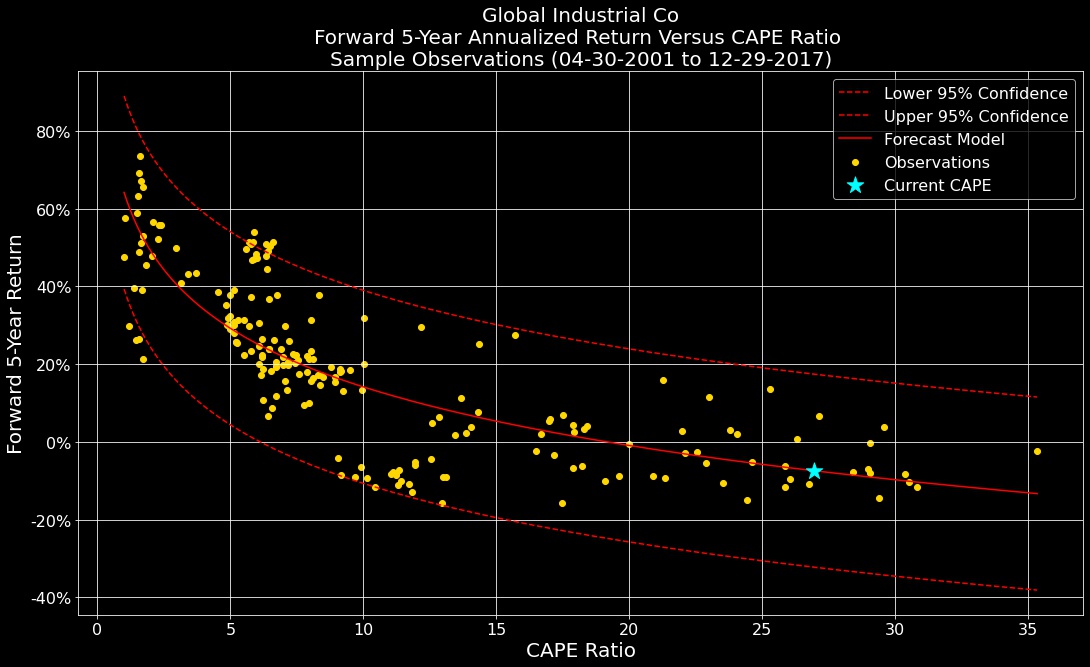 Global Industrial Co
Forward 5-Year Annualized Return Versus CAPE Ratio
Sample Observations (04-30-2001 to 12-29-2017)
Lower 95% Confidence
Upper 95% Confidence
Forecast Model
Observations
Current CAPE
Forward 5-Year Return
80%
60%
40%
20%
0%
-20%
-40%
0 5 10 15 20 25 30 35
CAPE Ratio